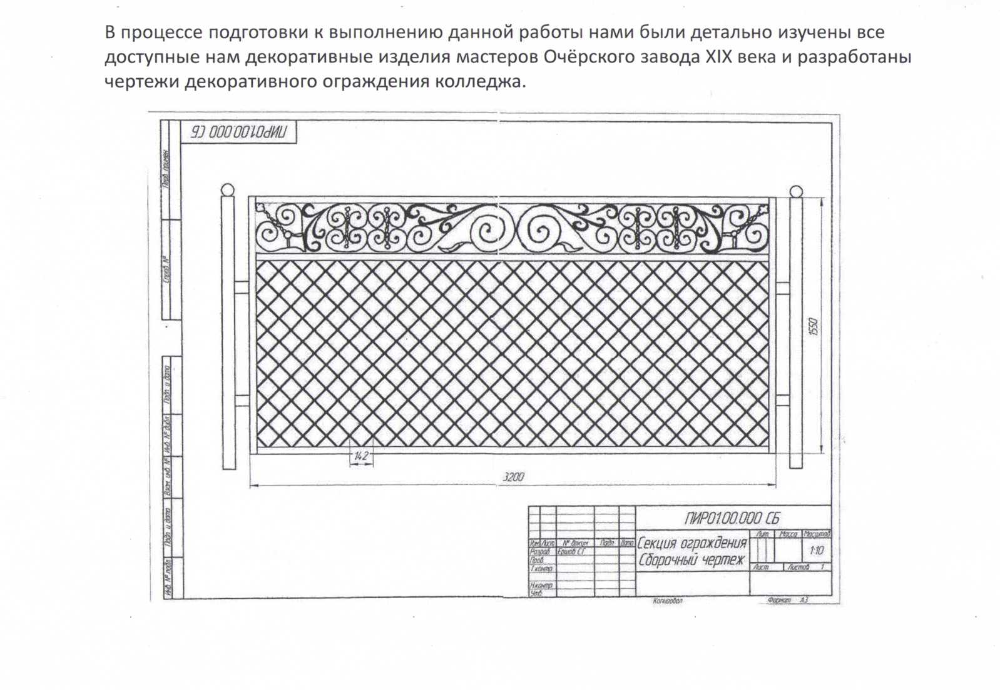 В процессе подготовки к выполнению данной работы нами были детально изучены все
доступные нам декоративные изделия мастеров Очёрского завода XIX века и разработаны
чертежи декоративного ограждения колледжа.
ПИР01.00.000 СБ
Перв. примен.
Справ. №
Подп. и дата
Инв. № дубл.
Взам. инв. №
Подп. и дата
Инв. № подл.
1550
142
3200
ПИР01.00.000 СБ
Секция ограждения
Сборочный чертеж
Лит. Масса Масштаб
1:10
Лист Листов 1
Изм. Лист № докум. Подп. Дата
Разраб. Ершов С.Г.
Пров.
Т.контр.
Н.контр.
Утв.
Копировал Формат А3